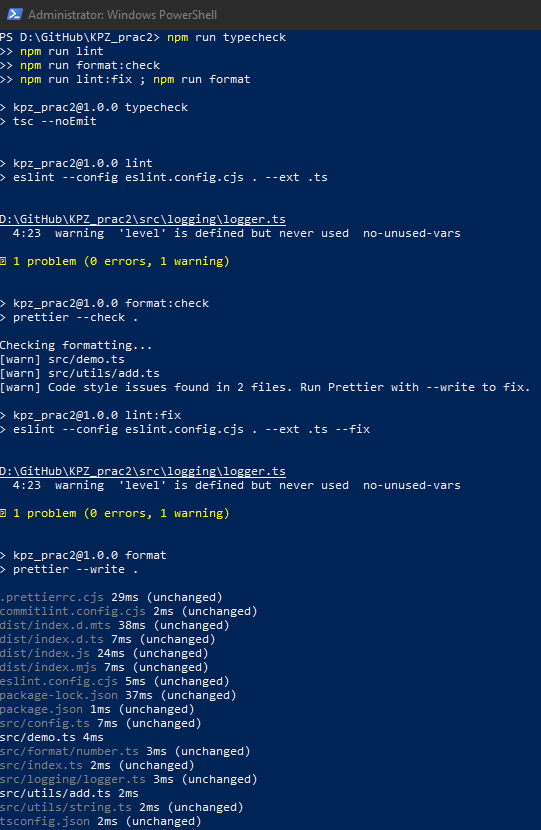 Administrator: Windows PowerShell
PS D:\GitHub\KPZ_prac2> npm run typecheck
>> npm run lint
>> npm run format:check
>> npm run lint:fix ; npm run format
> kpz_prac2@1.0.0 typecheck
> tsc --noEmit
> kpz_prac2@1.0.0 lint
> eslint --config eslint.config.cjs . --ext .ts
D:\GitHub\KPZ_prac2\src\logging\logger.ts
4:23 warning 'level' is defined but never used no-unused-vars
1 problem (0 errors, 1 warning)
> kpz_prac2@1.0.0 format:check
> prettier --check .
Checking formatting...
[warn] src/demo.ts
[warn] src/utils/add.ts
[warn] Code style issues found in 2 files. Run Prettier with --write to fix.
> kpz_prac2@1.0.0 lint:fix
> eslint --config eslint.config.cjs . --ext .ts --fix
D:\GitHub\KPZ_prac2\src\logging\logger.ts
4:23 warning 'level' is defined but never used no-unused-vars
1 problem (0 errors, 1 warning)
> kpz_prac2@1.0.0 format
> prettier --write .
.prettierrc.cjs 29ms (unchanged)
commitlint.config.cjs 2ms (unchanged)
dist/index.d.mts 38ms (unchanged)
dist/index.d.ts 7ms (unchanged)
dist/index.js 24ms (unchanged)
dist/index.mjs 7ms (unchanged)
eslint.config.cjs 5ms (unchanged)
package-lock.json 37ms (unchanged)
package.json 1ms (unchanged)
src/config.ts 7ms (unchanged)
src/demo.ts 4ms
src/format/number.ts 3ms (unchanged)
src/index.ts 2ms (unchanged)
src/logging/logger.ts 3ms (unchanged)
src/utils/add.ts 2ms
src/utils/string.ts 2ms (unchanged)
tsconfig.json 2ms (unchanged)